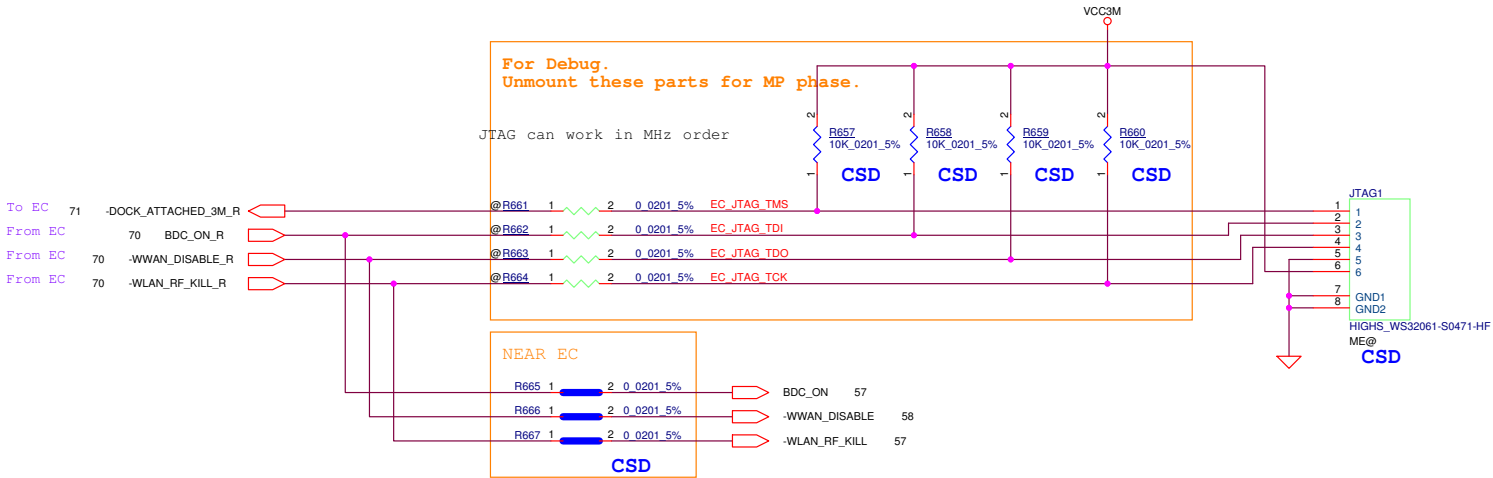 VCC3M
For Debug.
Unmount these parts for MP phase.
JTAG can work in MHz order
2 2 2 2
R657 R658 R659 R660
10K_0201_5% 10K_0201_5% 10K_0201_5% 10K_0201_5%
CSD CSD CSD CSD
1 1 1 1
To EC 71 -DOCK_ATTACHED_3M_R @R661 1 2 0_0201_5% EC_JTAG_TMS
From EC 70 BDC_ON_R @R662 1 2 0_0201_5% EC_JTAG_TDI
From EC 70 -WWAN_DISABLE_R @R663 1 2 0_0201_5% EC_JTAG_TDO
From EC 70 -WLAN_RF_KILL_R @R664 1 2 0_0201_5% EC_JTAG_TCK
JTAG1
1 1
2 2
3 3
4 4
5 5
6 6
7 GND1
8 GND2
HIGHS_WS32061-S0471-HF
ME@
CSD
NEAR EC
R665 1 2 0_0201_5% BDC_ON 57
R666 1 2 0_0201_5% -WWAN_DISABLE 58
R667 1 2 0_0201_5% -WLAN_RF_KILL 57
CSD